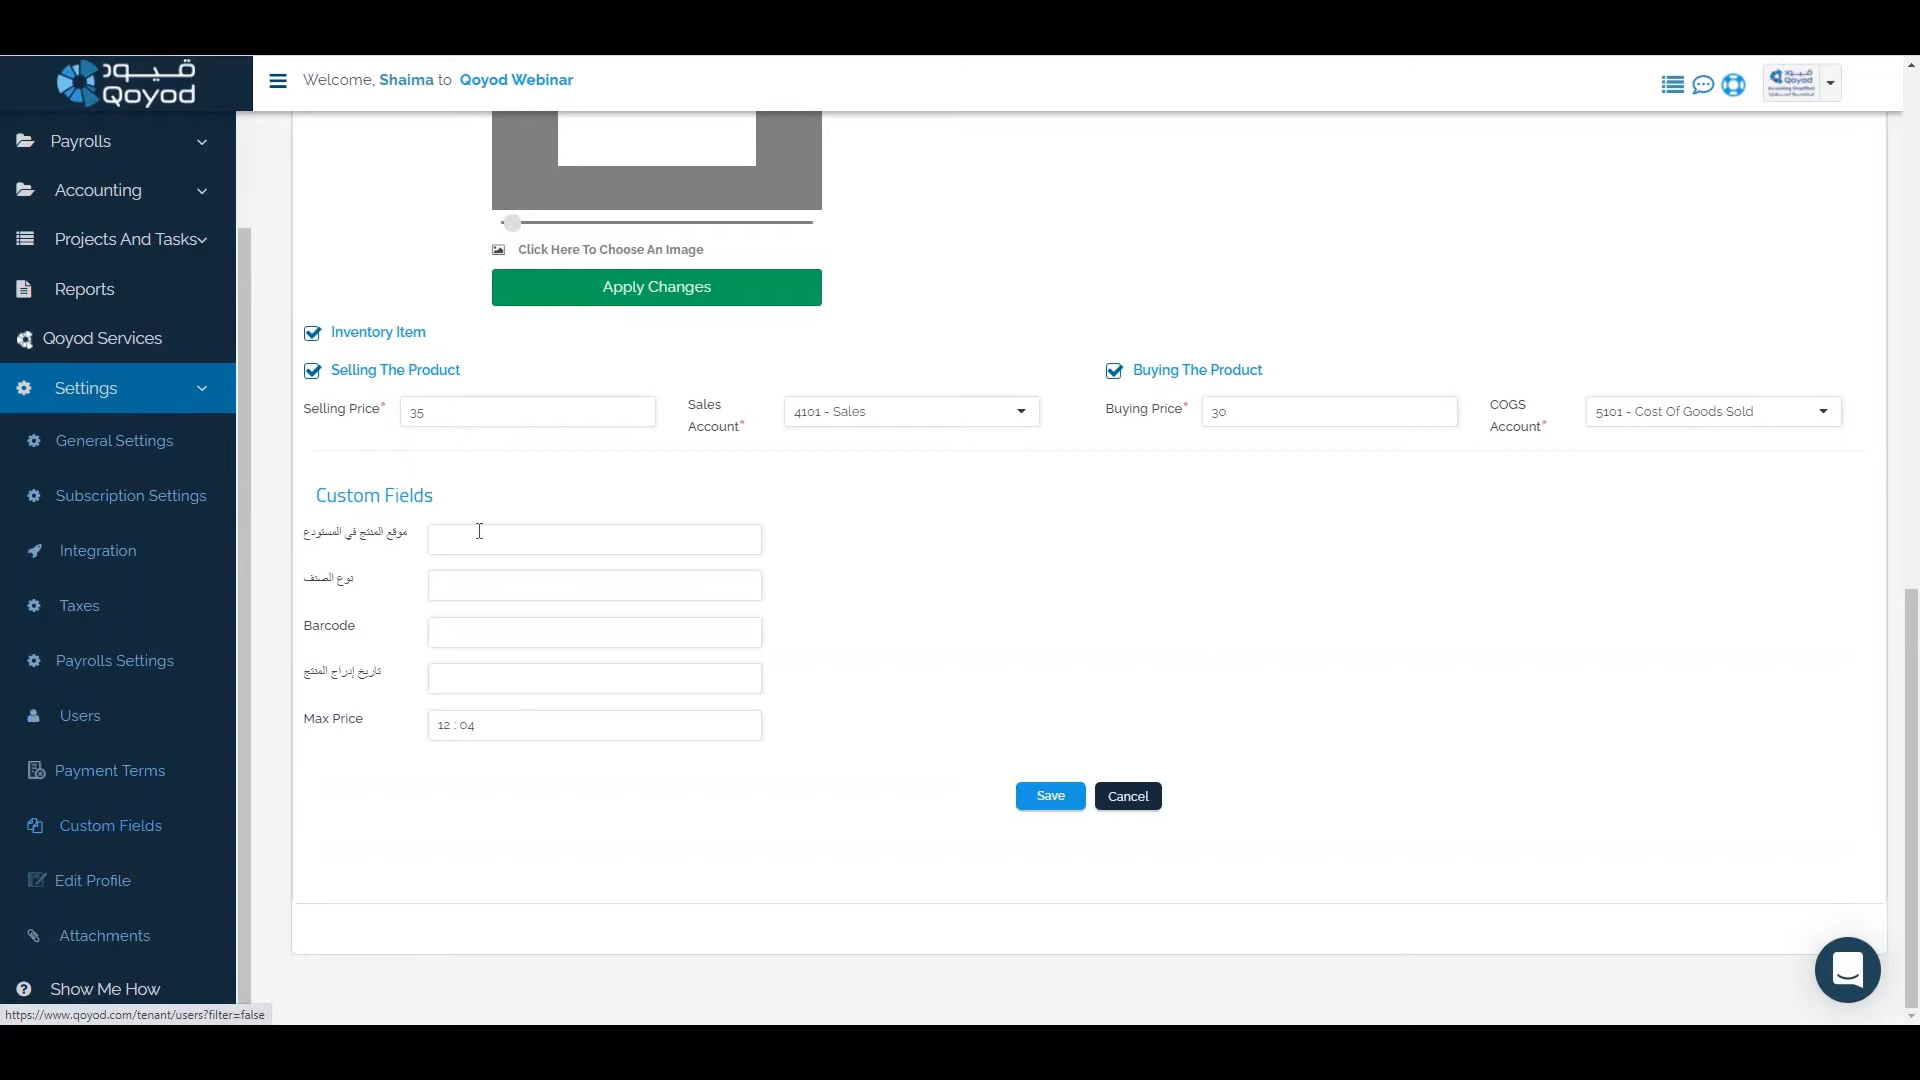 قيود
Qoyod
Welcome, Shaima to Qoyod Webinar
Payrolls
Accounting
Projects And Tasks
Reports
Qoyod Services
Settings
General Settings
Subscription Settings
Integration
Taxes
Payrolls Settings
Users
Payment Terms
Custom Fields
Edit Profile
Attachments
Show Me How
https://www.qoyod.com/tenant/users?filter=false
Click Here To Choose An Image
Apply Changes
Inventory Item
Selling The Product
Buying The Product
Selling Price*
35
Sales
Account*
4101 - Sales
Buying Price*
30
COGS
Account*
5101 - Cost Of Goods Sold
Custom Fields
موقع المنتج في المستودع
نوع الصنف
Barcode
تاريخ إدراج المنتج
Max Price
12 : 04
Save
Cancel